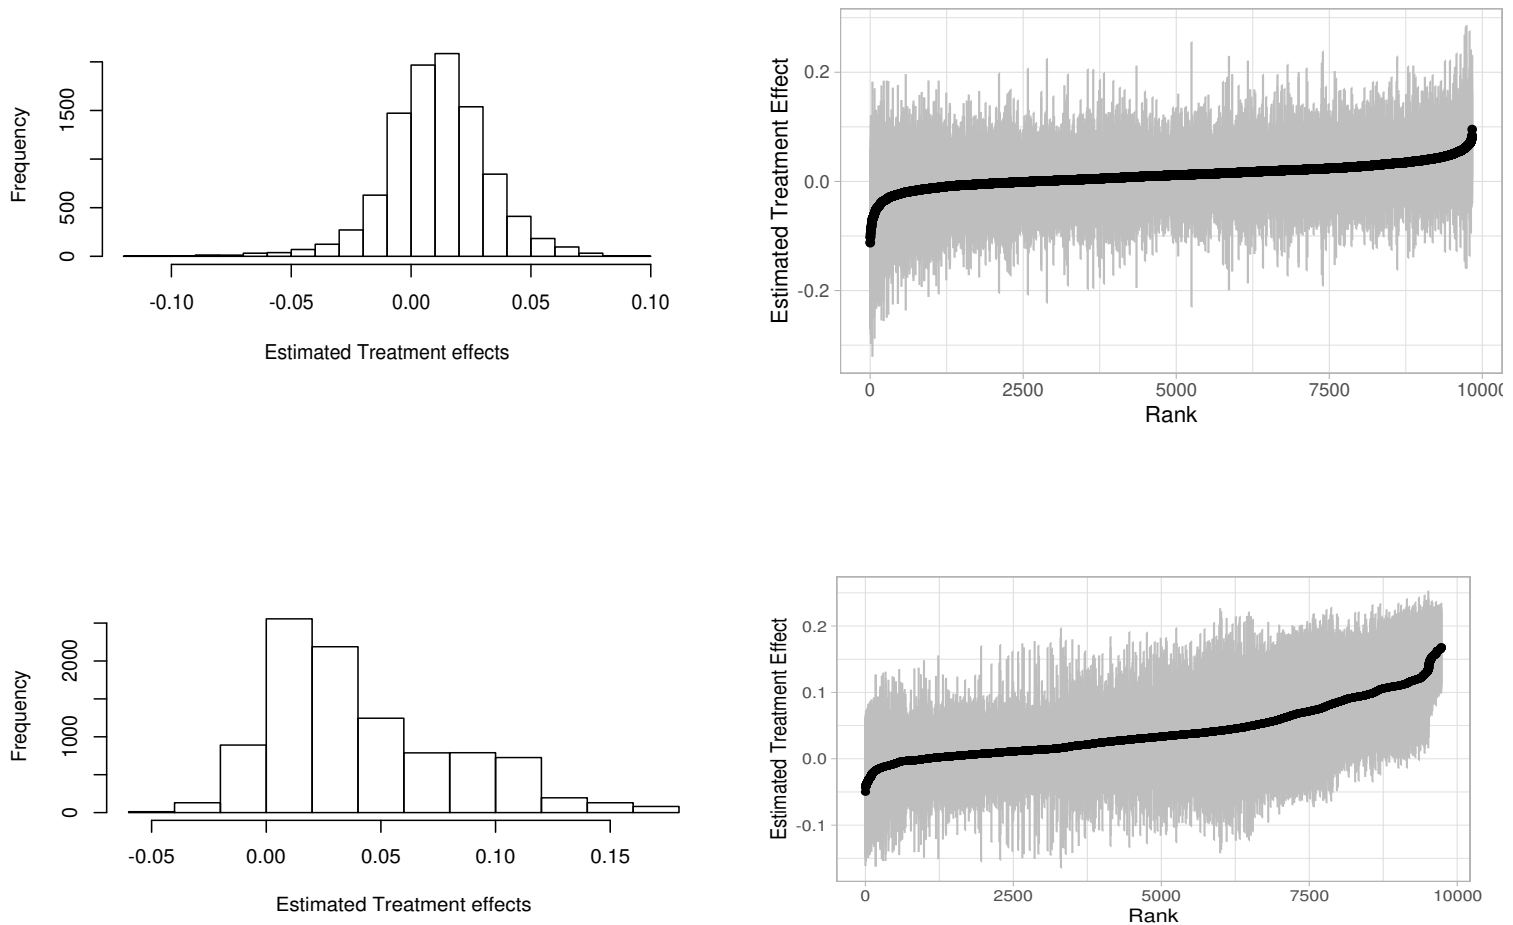 Frequency
0 500 1500
-0.10 -0.05 0.00 0.05 0.10
Estimated Treatment effects
Estimated Treatment Effect
0.2
0.0
-0.2
0 2500 5000 7500 10000
Rank
Frequency
0 1000 2000
-0.05 0.00 0.05 0.10 0.15
Estimated Treatment effects
Estimated Treatment Effect
0.2
0.1
0.0
-0.1
0 2500 5000 7500 10000
Rank